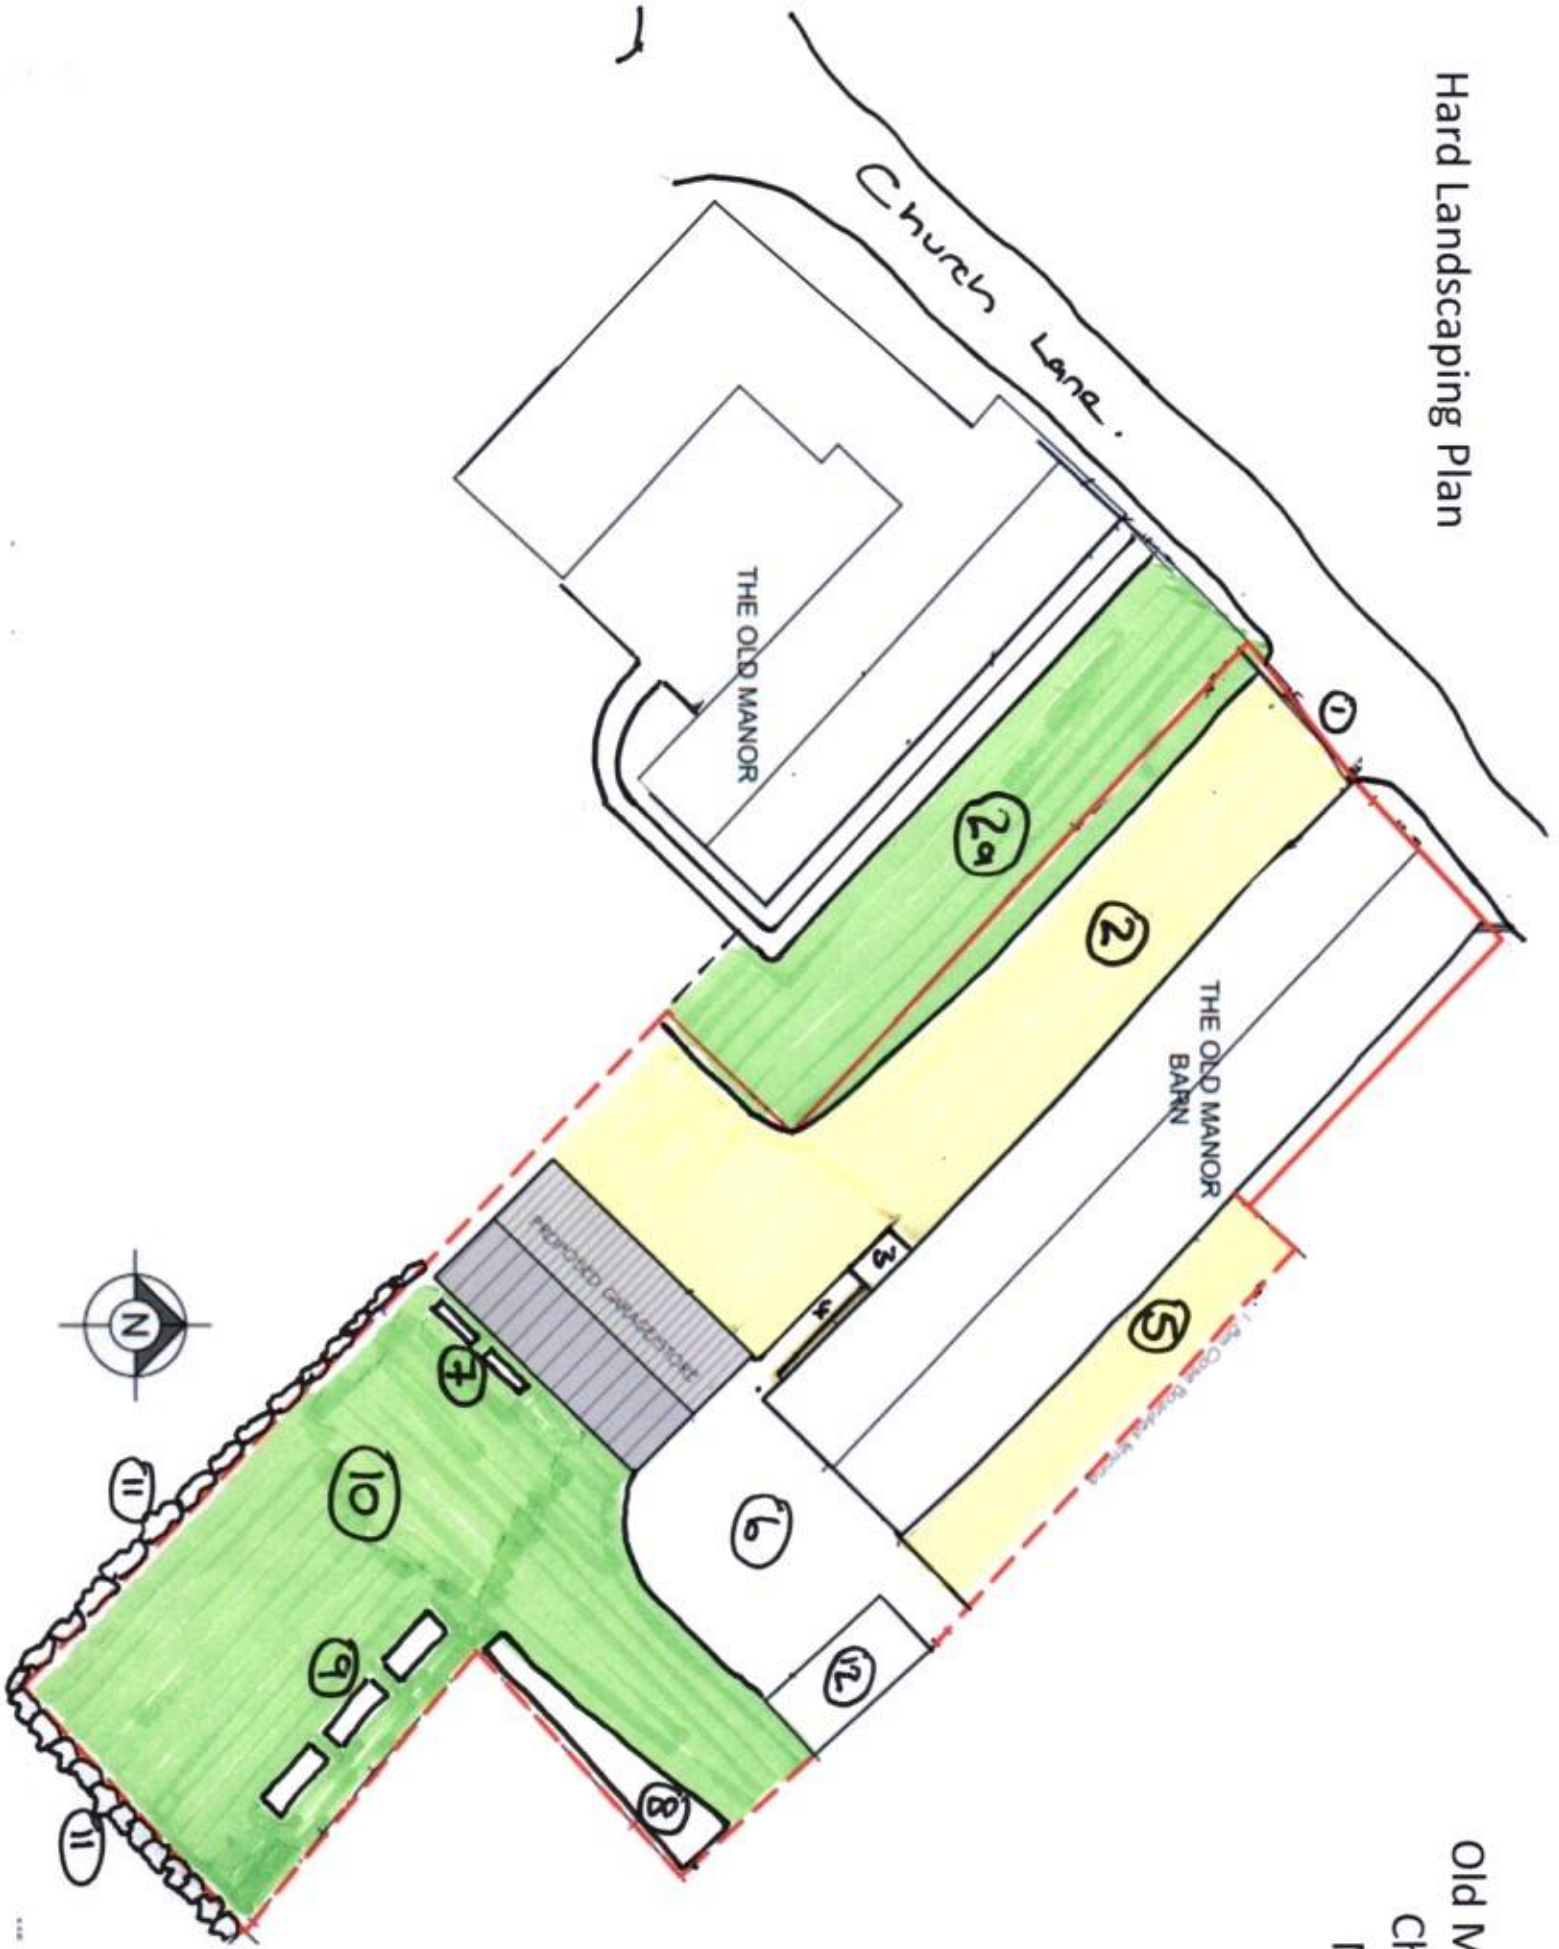 Hard Landscaping Plan
Old M
Church Lane.
1
THE OLD MANOR
2a
2
THE OLD MANOR
BARN
3
4
5
PROPOSED GARAGE/STORE
6
7
8
9
10
11
11
12
N